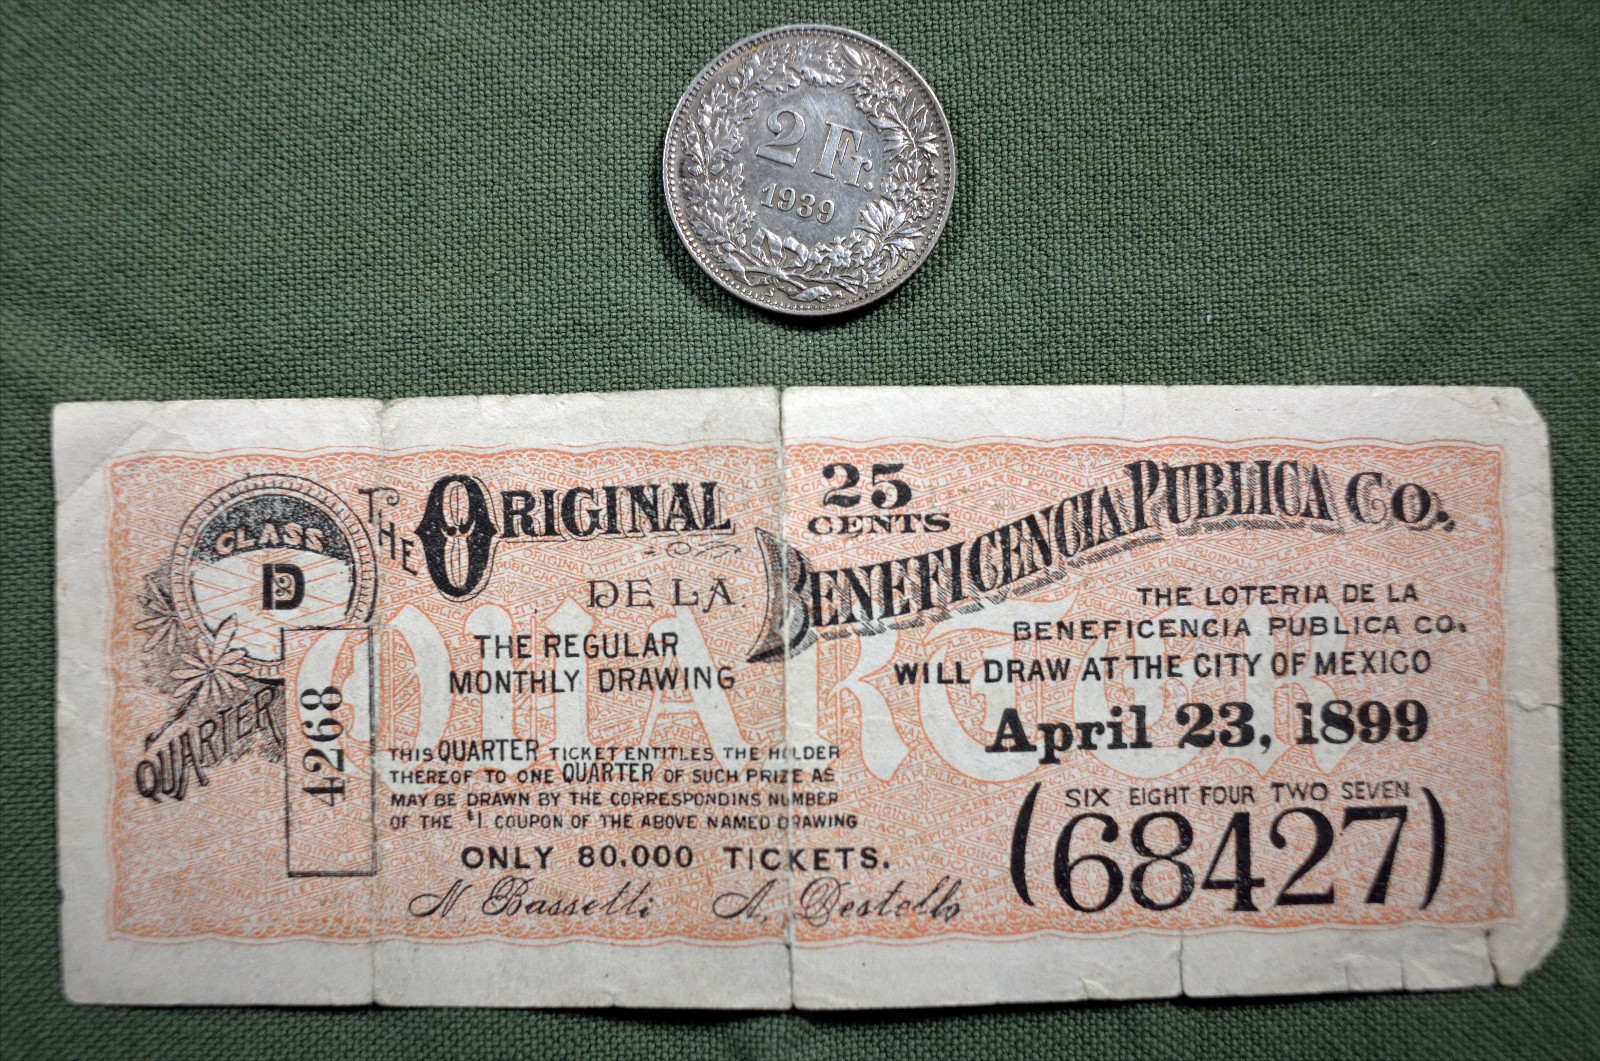 2 Fr.
1939
CLASS
D
QUARTER
4268
THE ORIGINAL
DE LA
BENEFICENCIA PUBLICA CO.
25
CENTS
THE REGULAR
MONTHLY DRAWING
THIS QUARTER TICKET ENTITLES THE HOLDER
THEREOF TO ONE QUARTER OF SUCH PRIZE AS
MAY BE DRAWN BY THE CORRESPONDINS NUMBER
OF THE $1. COUPON OF THE ABOVE NAMED DRAWING
ONLY 80.000 TICKETS.
N. Bassetti A. Destello
THE LOTERIA DE LA
BENEFICENCIA PUBLICA CO.
WILL DRAW AT THE CITY OF MEXICO
April 23, 1899
SIX EIGHT FOUR TWO SEVEN
(68427)
QUARTER